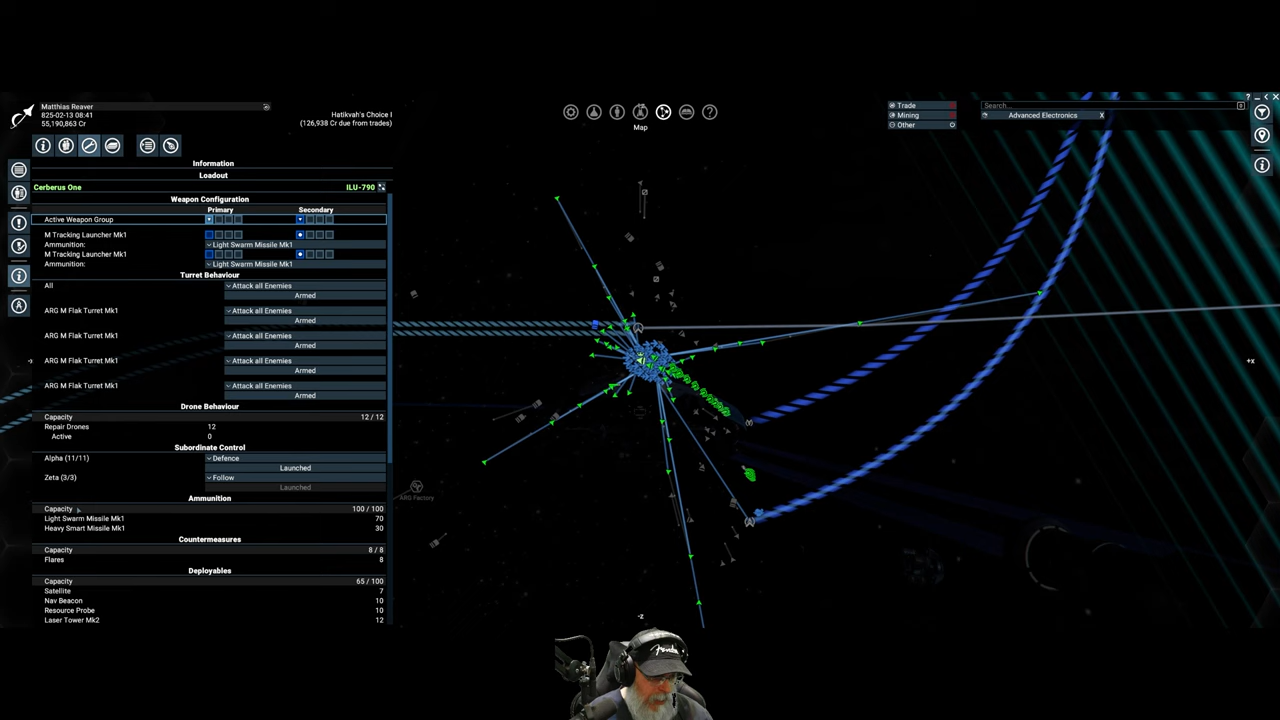 Matthias Reaver
825-02-13 08:41
55,190,863 Cr
Hatikvah's Choice I
(126,938 Cr due from trades)
Map
Trade
Mining
Other
Search...
Advanced Electronics X
Information
Loadout
Cerberus One ILU-790
Weapon Configuration
Primary Secondary
Active Weapon Group
M Tracking Launcher Mk1
Ammunition: Light Swarm Missile Mk1
M Tracking Launcher Mk1
Ammunition: Light Swarm Missile Mk1
Turret Behaviour
All Attack all Enemies
Armed
ARG M Flak Turret Mk1 Attack all Enemies
Armed
ARG M Flak Turret Mk1 Attack all Enemies
Armed
ARG M Flak Turret Mk1 Attack all Enemies
Armed
ARG M Flak Turret Mk1 Attack all Enemies
Armed
Drone Behaviour
Capacity 12 / 12
Repair Drones 12
Active 0
Subordinate Control
Alpha (11/11) Defence
Launched
Zeta (3/3) Follow
Launched
Ammunition
Capacity 100 / 100
Light Swarm Missile Mk1 70
Heavy Smart Missile Mk1 30
Countermeasures
Capacity 8 / 8
Flares 8
Deployables
Capacity 65 / 100
Satellite 7
Nav Beacon 10
Resource Probe 10
Laser Tower Mk2 12
ARG Factory
+x
-z
Fender